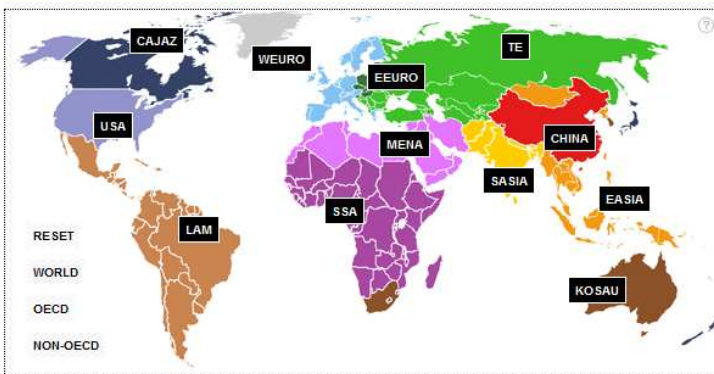 ?
CAJAZ
TE
WEURO
EEURO
USA
CHINA
MENA
SASIA
EASIA
SSA
LAM
RESET
WORLD
KOSAU
OECD
NON-OECD